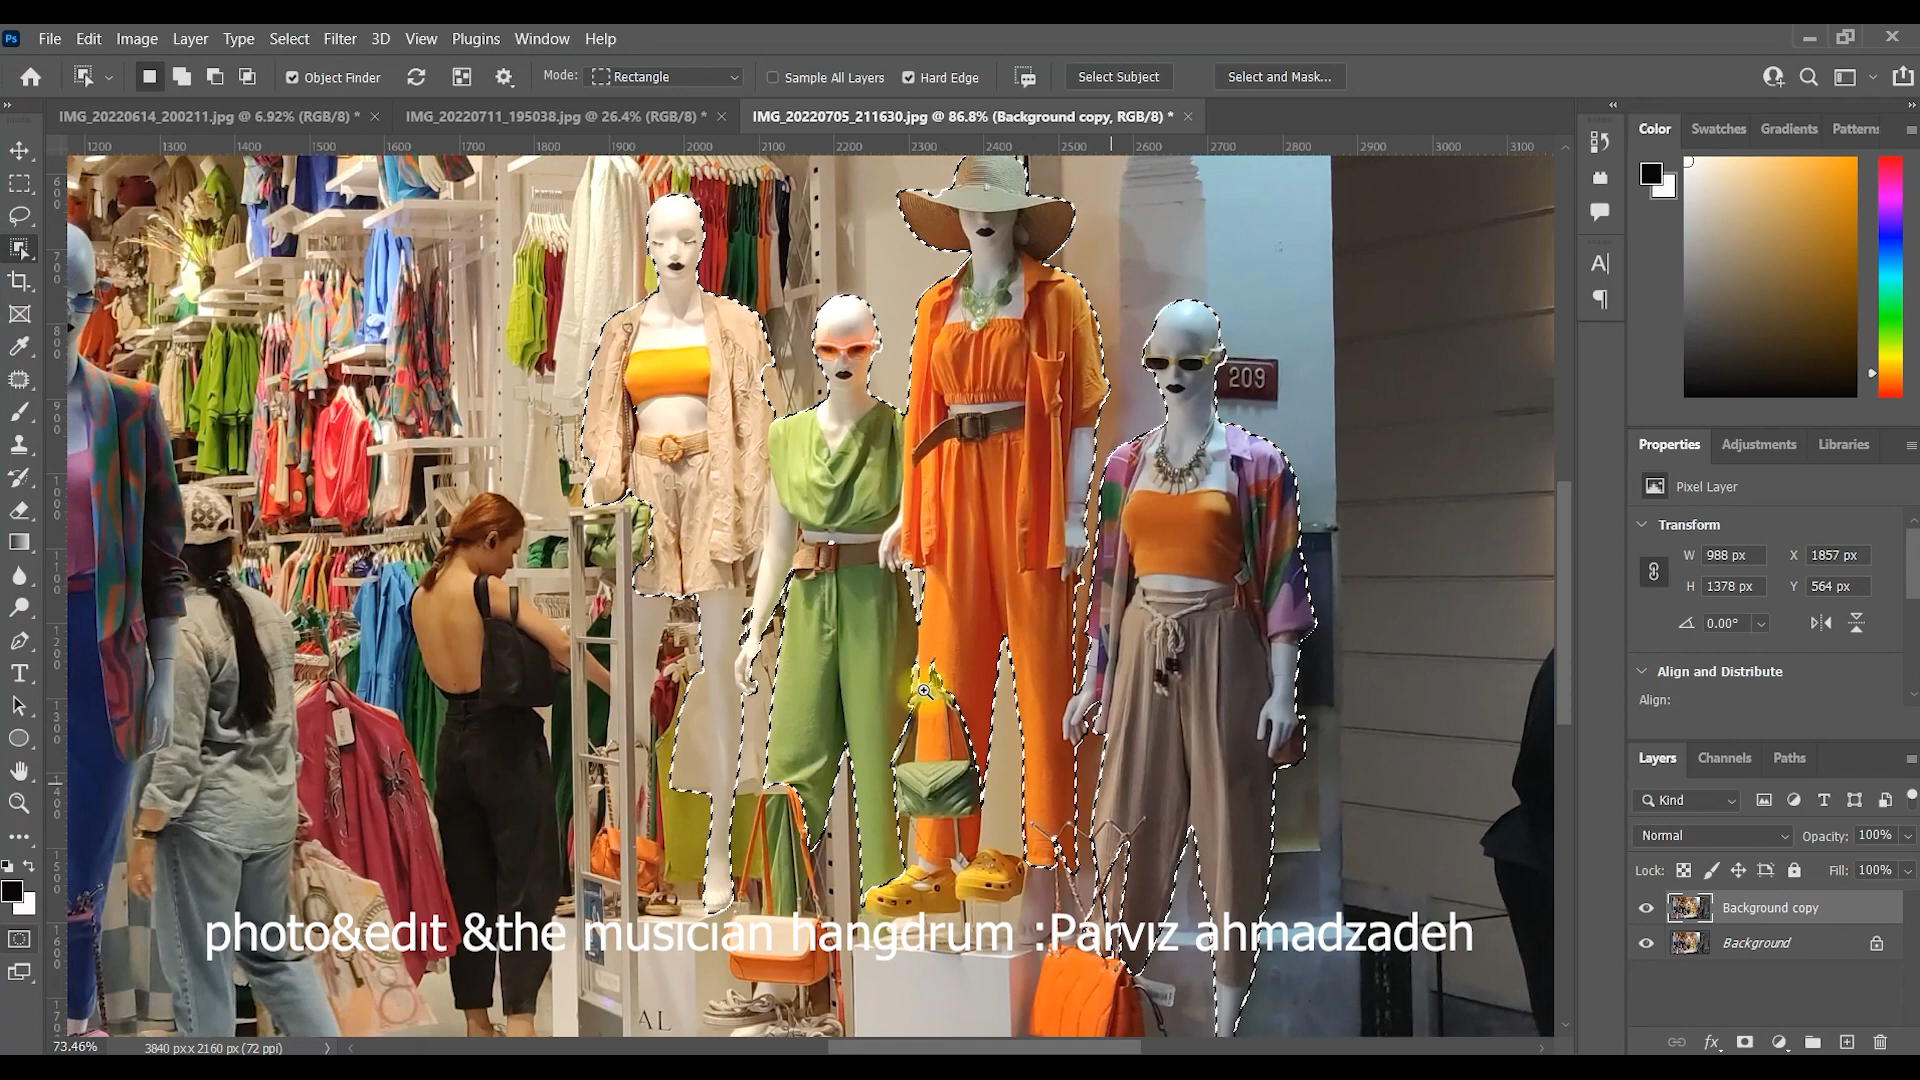 Ps File Edit Image Layer Type Select Filter 3D View Plugins Window Help
Object Finder Mode: Rectangle Sample All Layers Hard Edge Select Subject Select and Mask...
IMG_20220614_200211.jpg @ 6.92% (RGB/8) * IMG_20220711_195038.jpg @ 26.4% (RGB/8) * IMG_20220705_211630.jpg @ 86.8% (Background copy, RGB/8) *
1200 1300 1400 1500 1600 1700 1800 1900 2000 2100 2200 2300 2400 2500 2600 2700 2800 2900 3000 3100
Color Swatches Gradients Patterns
209
Properties Adjustments Libraries
Pixel Layer
Transform
W 988 px X 1857 px
H 1378 px Y 564 px
0.00°
Align and Distribute
Align:
Layers Channels Paths
Kind
Normal Opacity: 100%
Lock: Fill: 100%
Background copy
Background
photo&edıt &the musıcıan hangdrum :Parvız ahmadzadeh
AL
73.46% 3840 px x 2160 px (72 ppi)